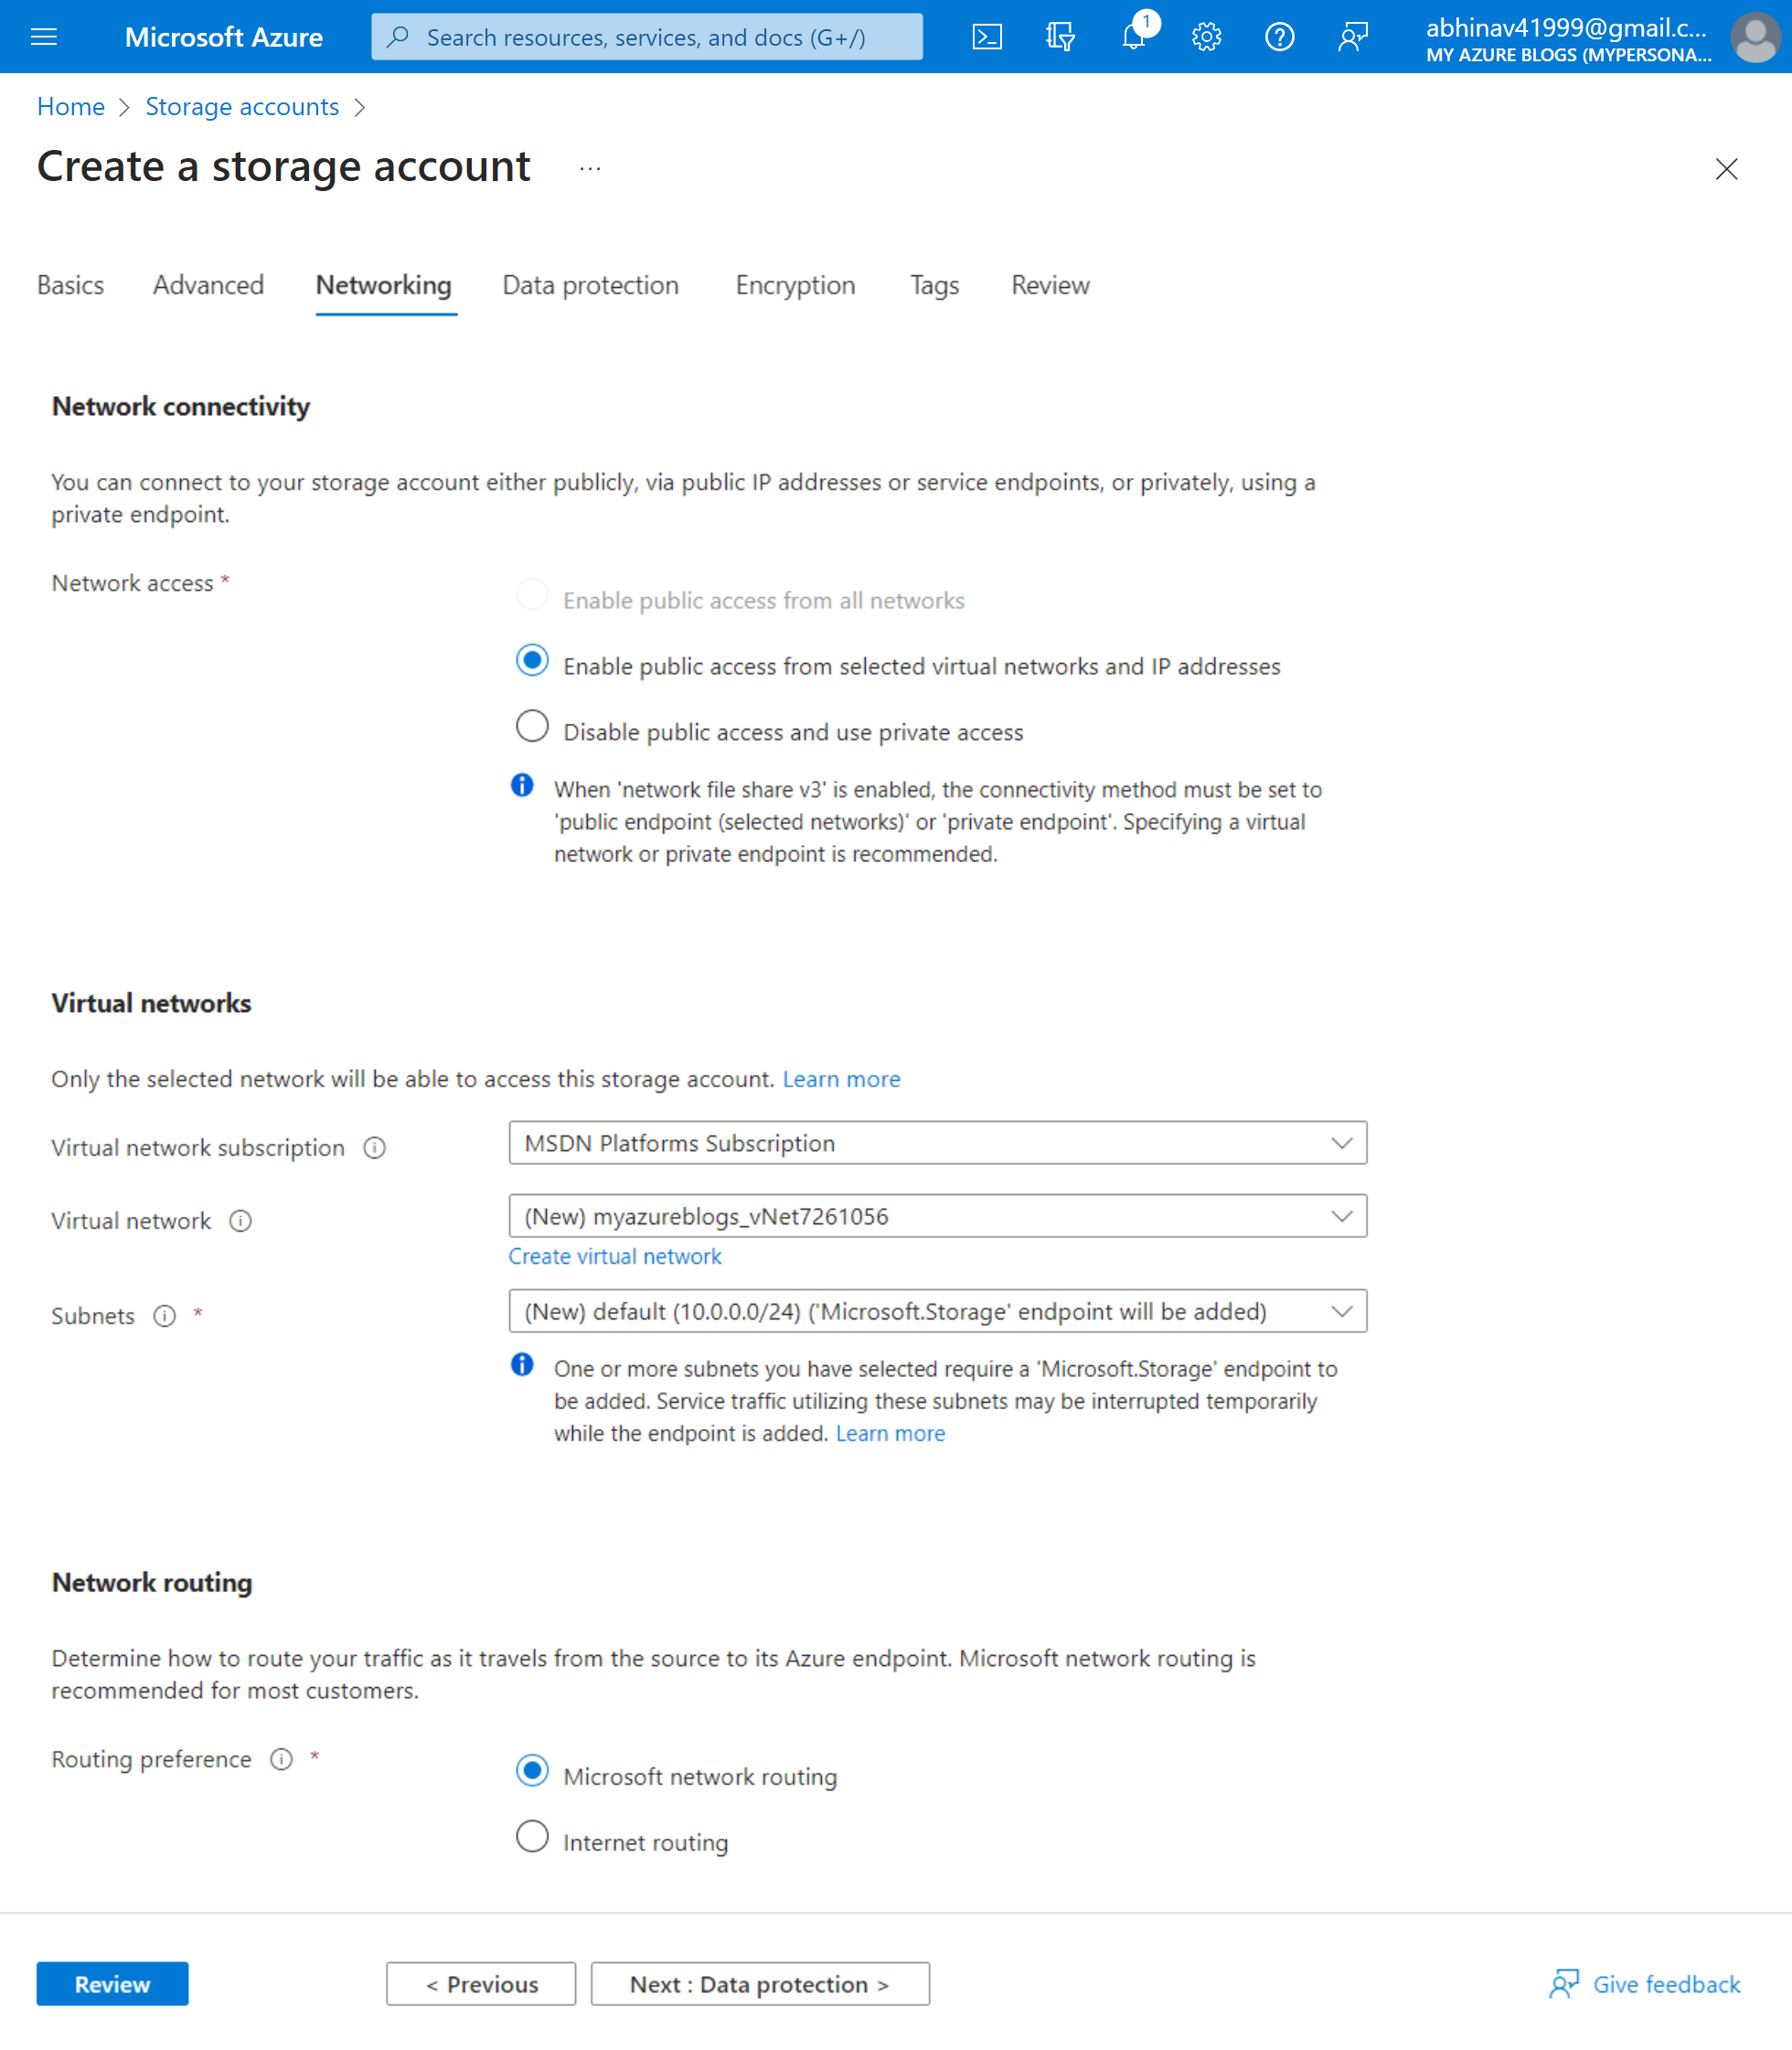 Microsoft Azure
Search resources, services, and docs (G+/)
1
abhinav41999@gmail.c...
MY AZURE BLOGS (MYPERSONA...
Home > Storage accounts >
Create a storage account ...
Basics Advanced Networking Data protection Encryption Tags Review
Network connectivity
You can connect to your storage account either publicly, via public IP addresses or service endpoints, or privately, using a
private endpoint.
Network access *
Enable public access from all networks
Enable public access from selected virtual networks and IP addresses
Disable public access and use private access
When 'network file share v3' is enabled, the connectivity method must be set to
'public endpoint (selected networks)' or 'private endpoint'. Specifying a virtual
network or private endpoint is recommended.
Virtual networks
Only the selected network will be able to access this storage account. Learn more
Virtual network subscription
MSDN Platforms Subscription
Virtual network
(New) myazureblogs_vNet7261056
Create virtual network
Subnets *
(New) default (10.0.0.0/24) ('Microsoft.Storage' endpoint will be added)
One or more subnets you have selected require a 'Microsoft.Storage' endpoint to
be added. Service traffic utilizing these subnets may be interrupted temporarily
while the endpoint is added. Learn more
Network routing
Determine how to route your traffic as it travels from the source to its Azure endpoint. Microsoft network routing is
recommended for most customers.
Routing preference *
Microsoft network routing
Internet routing
Review
< Previous
Next : Data protection >
Give feedback